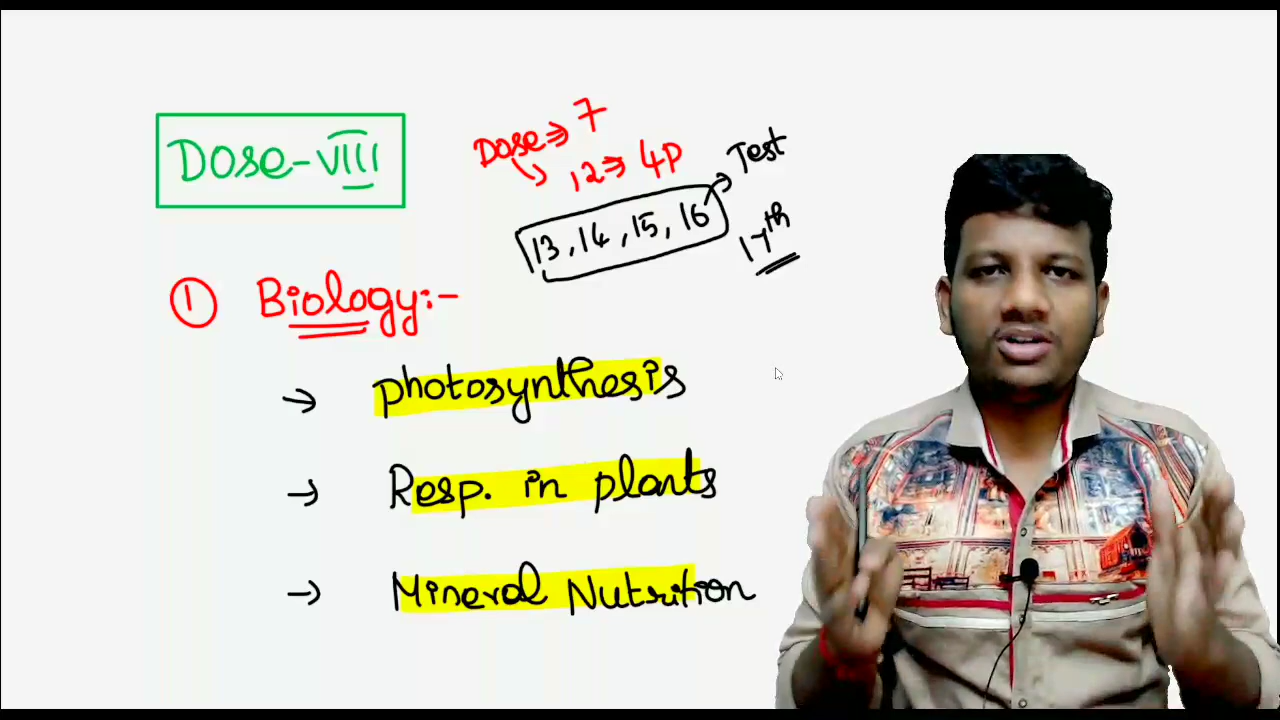 Dose-VIII
Dose⇒7
12⇒4P
Test
13, 14, 15, 16
17th
① Biology:-
→ Photosynthesis
→ Resp. in plants
→ Mineral Nutrition